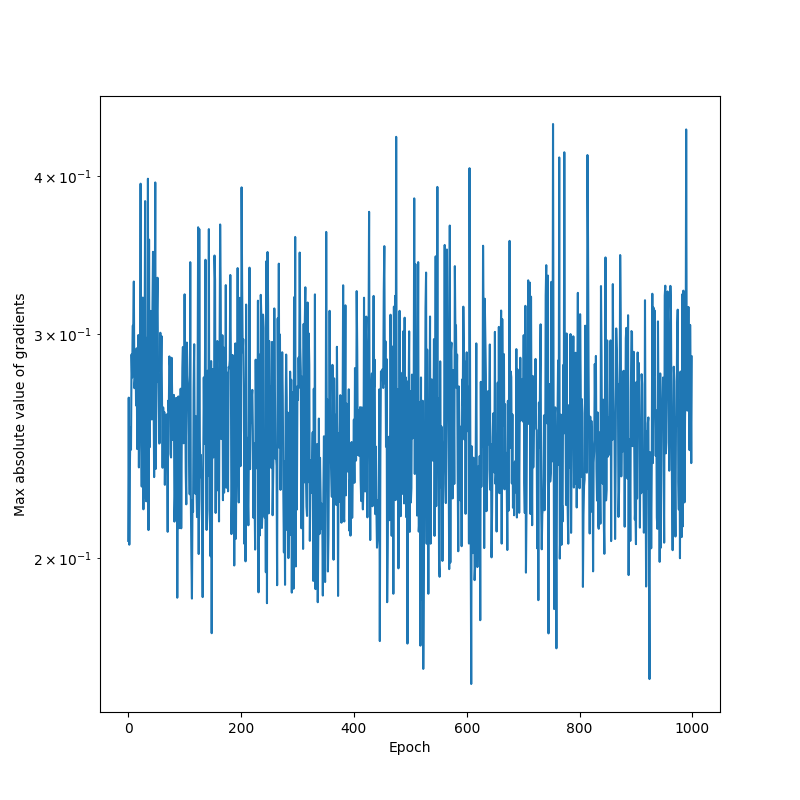 Max absolute value of gradients
4 × 10⁻¹
3 × 10⁻¹
2 × 10⁻¹
0 200 400 600 800 1000
Epoch